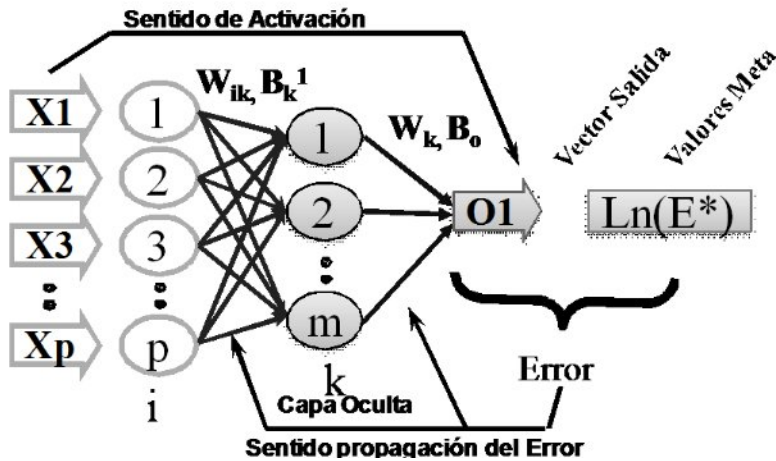 Sentido de Activación
W_ik, B_k^1
W_k, B_o
Vector Salida
Valores Meta
X1
X2
X3
Xp
1
2
3
p
i
1
2
m
k
O1
Ln(E*)
Error
Capa Oculta
Sentido propagación del Error